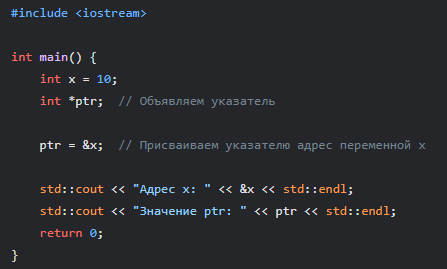 #include <iostream>
int main() {
int x = 10;
int *ptr;  // Объявляем указатель
ptr = &x;  // Присваиваем указателю адрес переменной x
std::cout << "Адрес x: " << &x << std::endl;
std::cout << "Значение ptr: " << ptr << std::endl;
return 0;
}